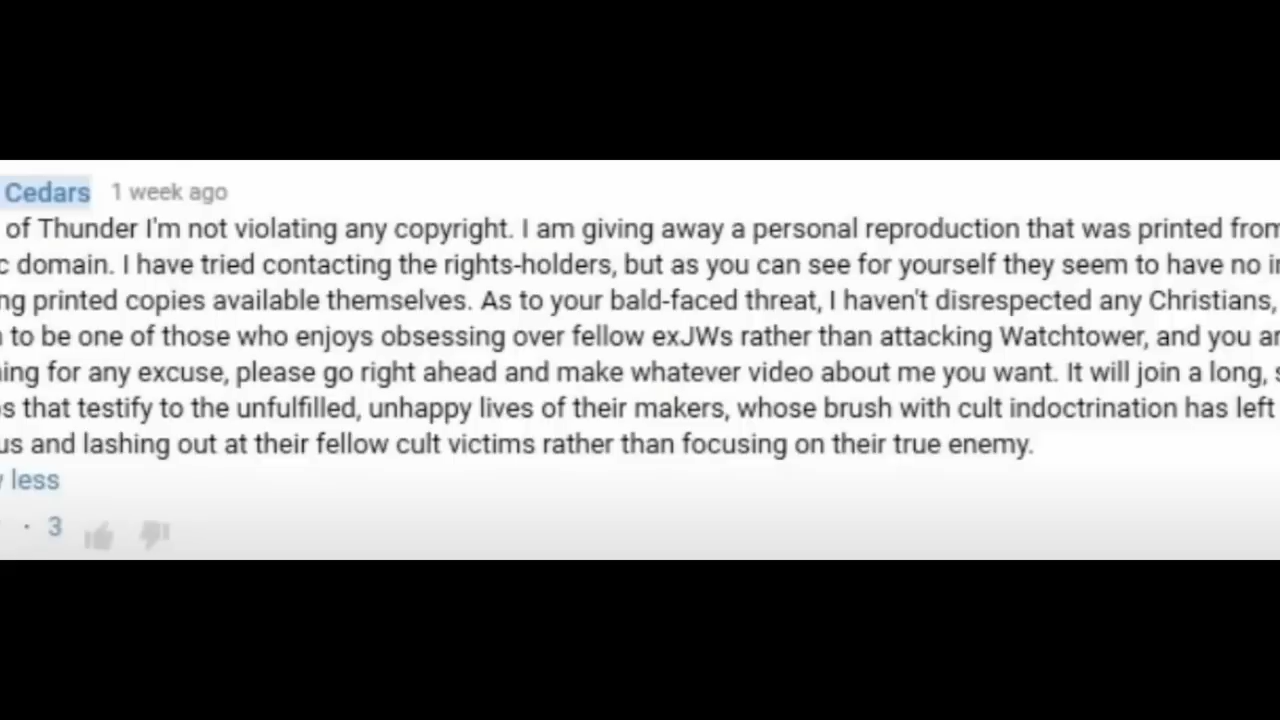 Cedars 1 week ago
of Thunder I'm not violating any copyright. I am giving away a personal reproduction that was printed from
c domain. I have tried contacting the rights-holders, but as you can see for yourself they seem to have no
ng printed copies available themselves. As to your bald-faced threat, I haven't disrespected any Christians,
to be one of those who enjoys obsessing over fellow exJWs rather than attacking Watchtower, and you
ing for any excuse, please go right ahead and make whatever video about me you want. It will join a long,
s that testify to the unfulfilled, unhappy lives of their makers, whose brush with cult indoctrination has left
us and lashing out at their fellow cult victims rather than focusing on their true enemy.
less
· 3